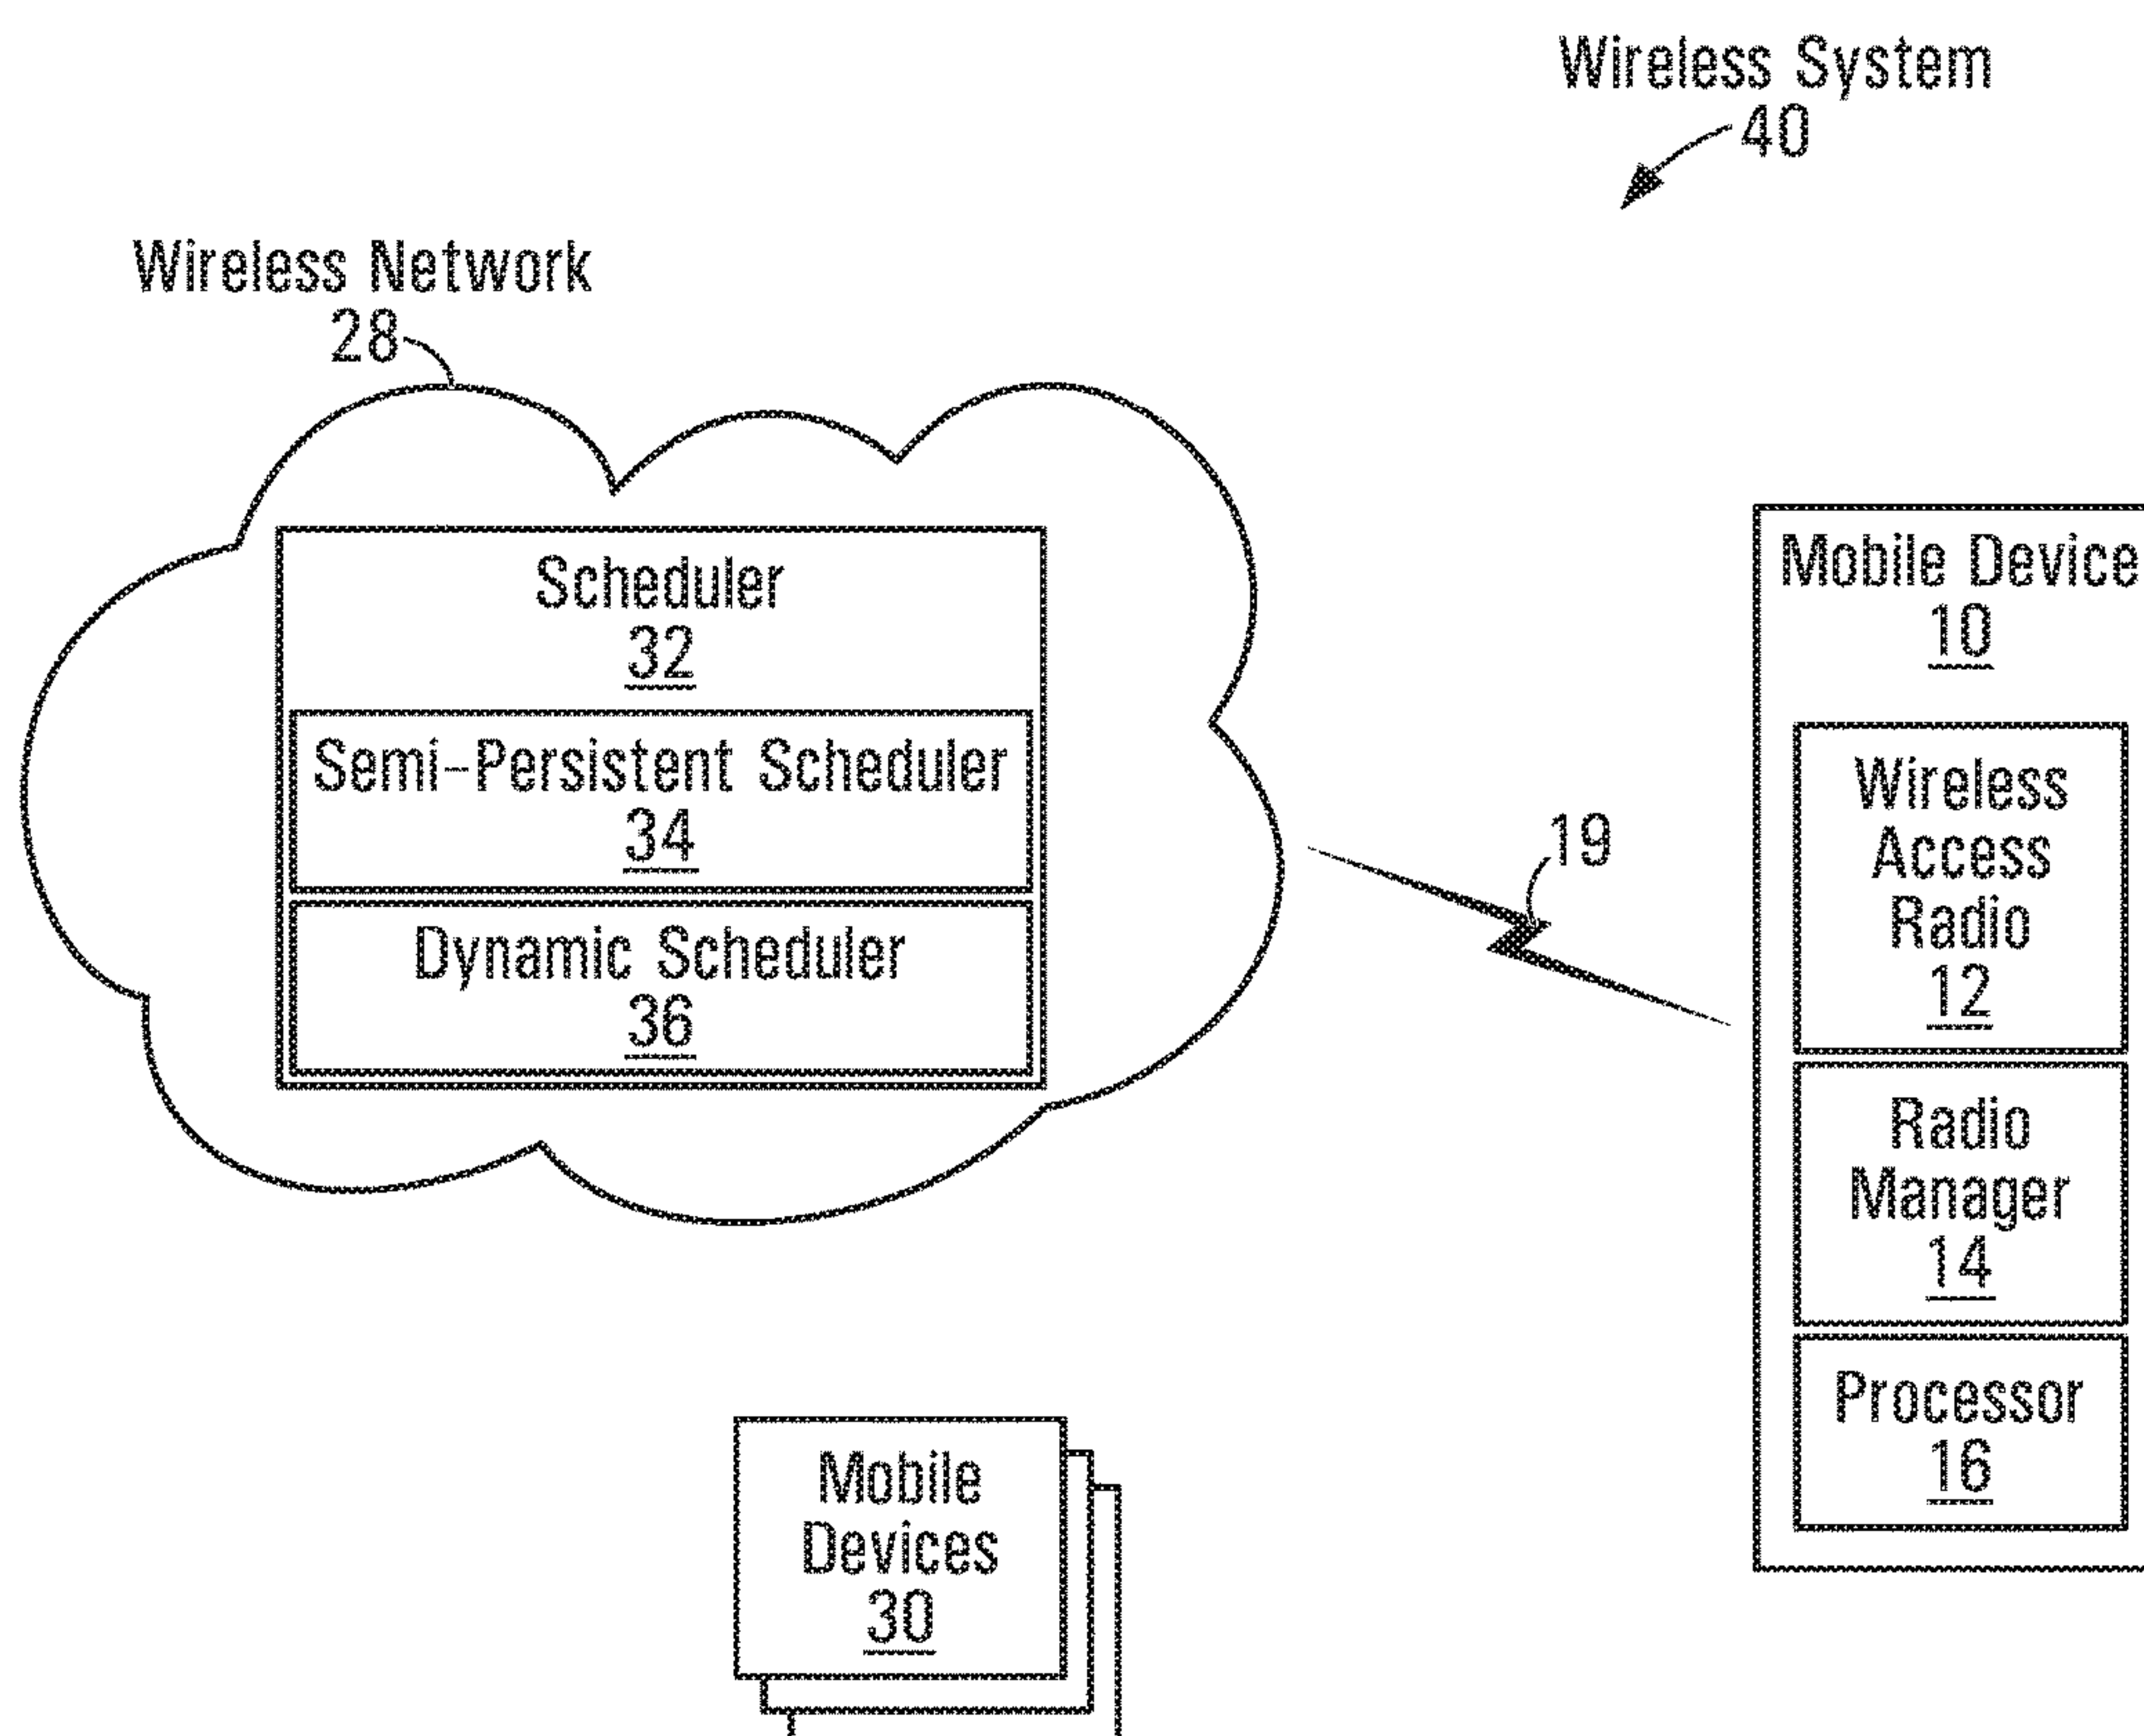 Wireless System
40
Wireless Network
28
Scheduler
32
Semi-Persistent Scheduler
34
Dynamic Scheduler
36
19
Mobile Device
10
Wireless
Access
Radio
12
Radio
Manager
14
Processor
16
Mobile
Devices
30